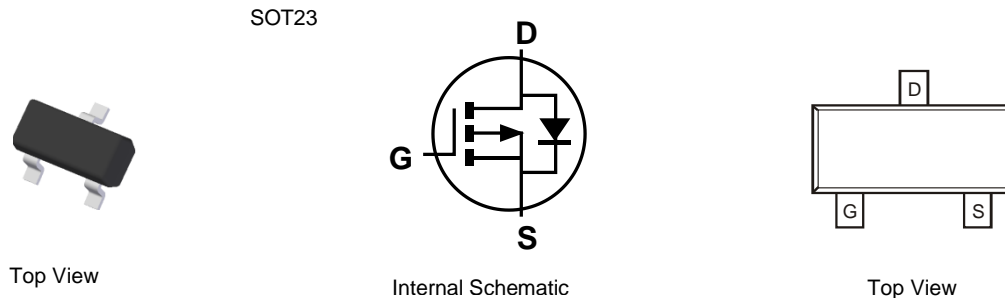 SOT23
D
G
S
D
G S
Top View
Internal Schematic
Top View